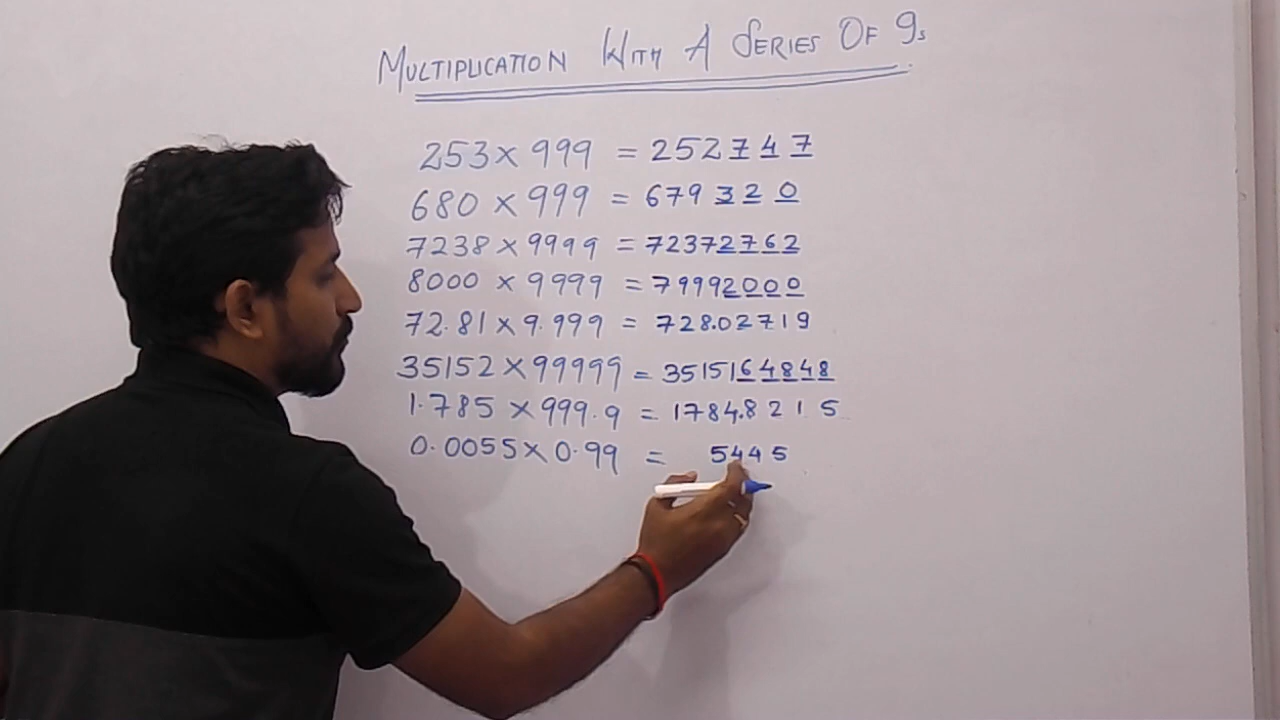 MULTIPLICATION WITH A SERIES OF 9s
253 × 999 = 252747
680 × 999 = 679320
7238 × 9999 = 72372762
8000 × 9999 = 79992000
72.81 × 9.999 = 728.02719
35152 × 99999 = 3515164848
1.785 × 999.9 = 1784.8215
0.0055 × 0.99 = 5445